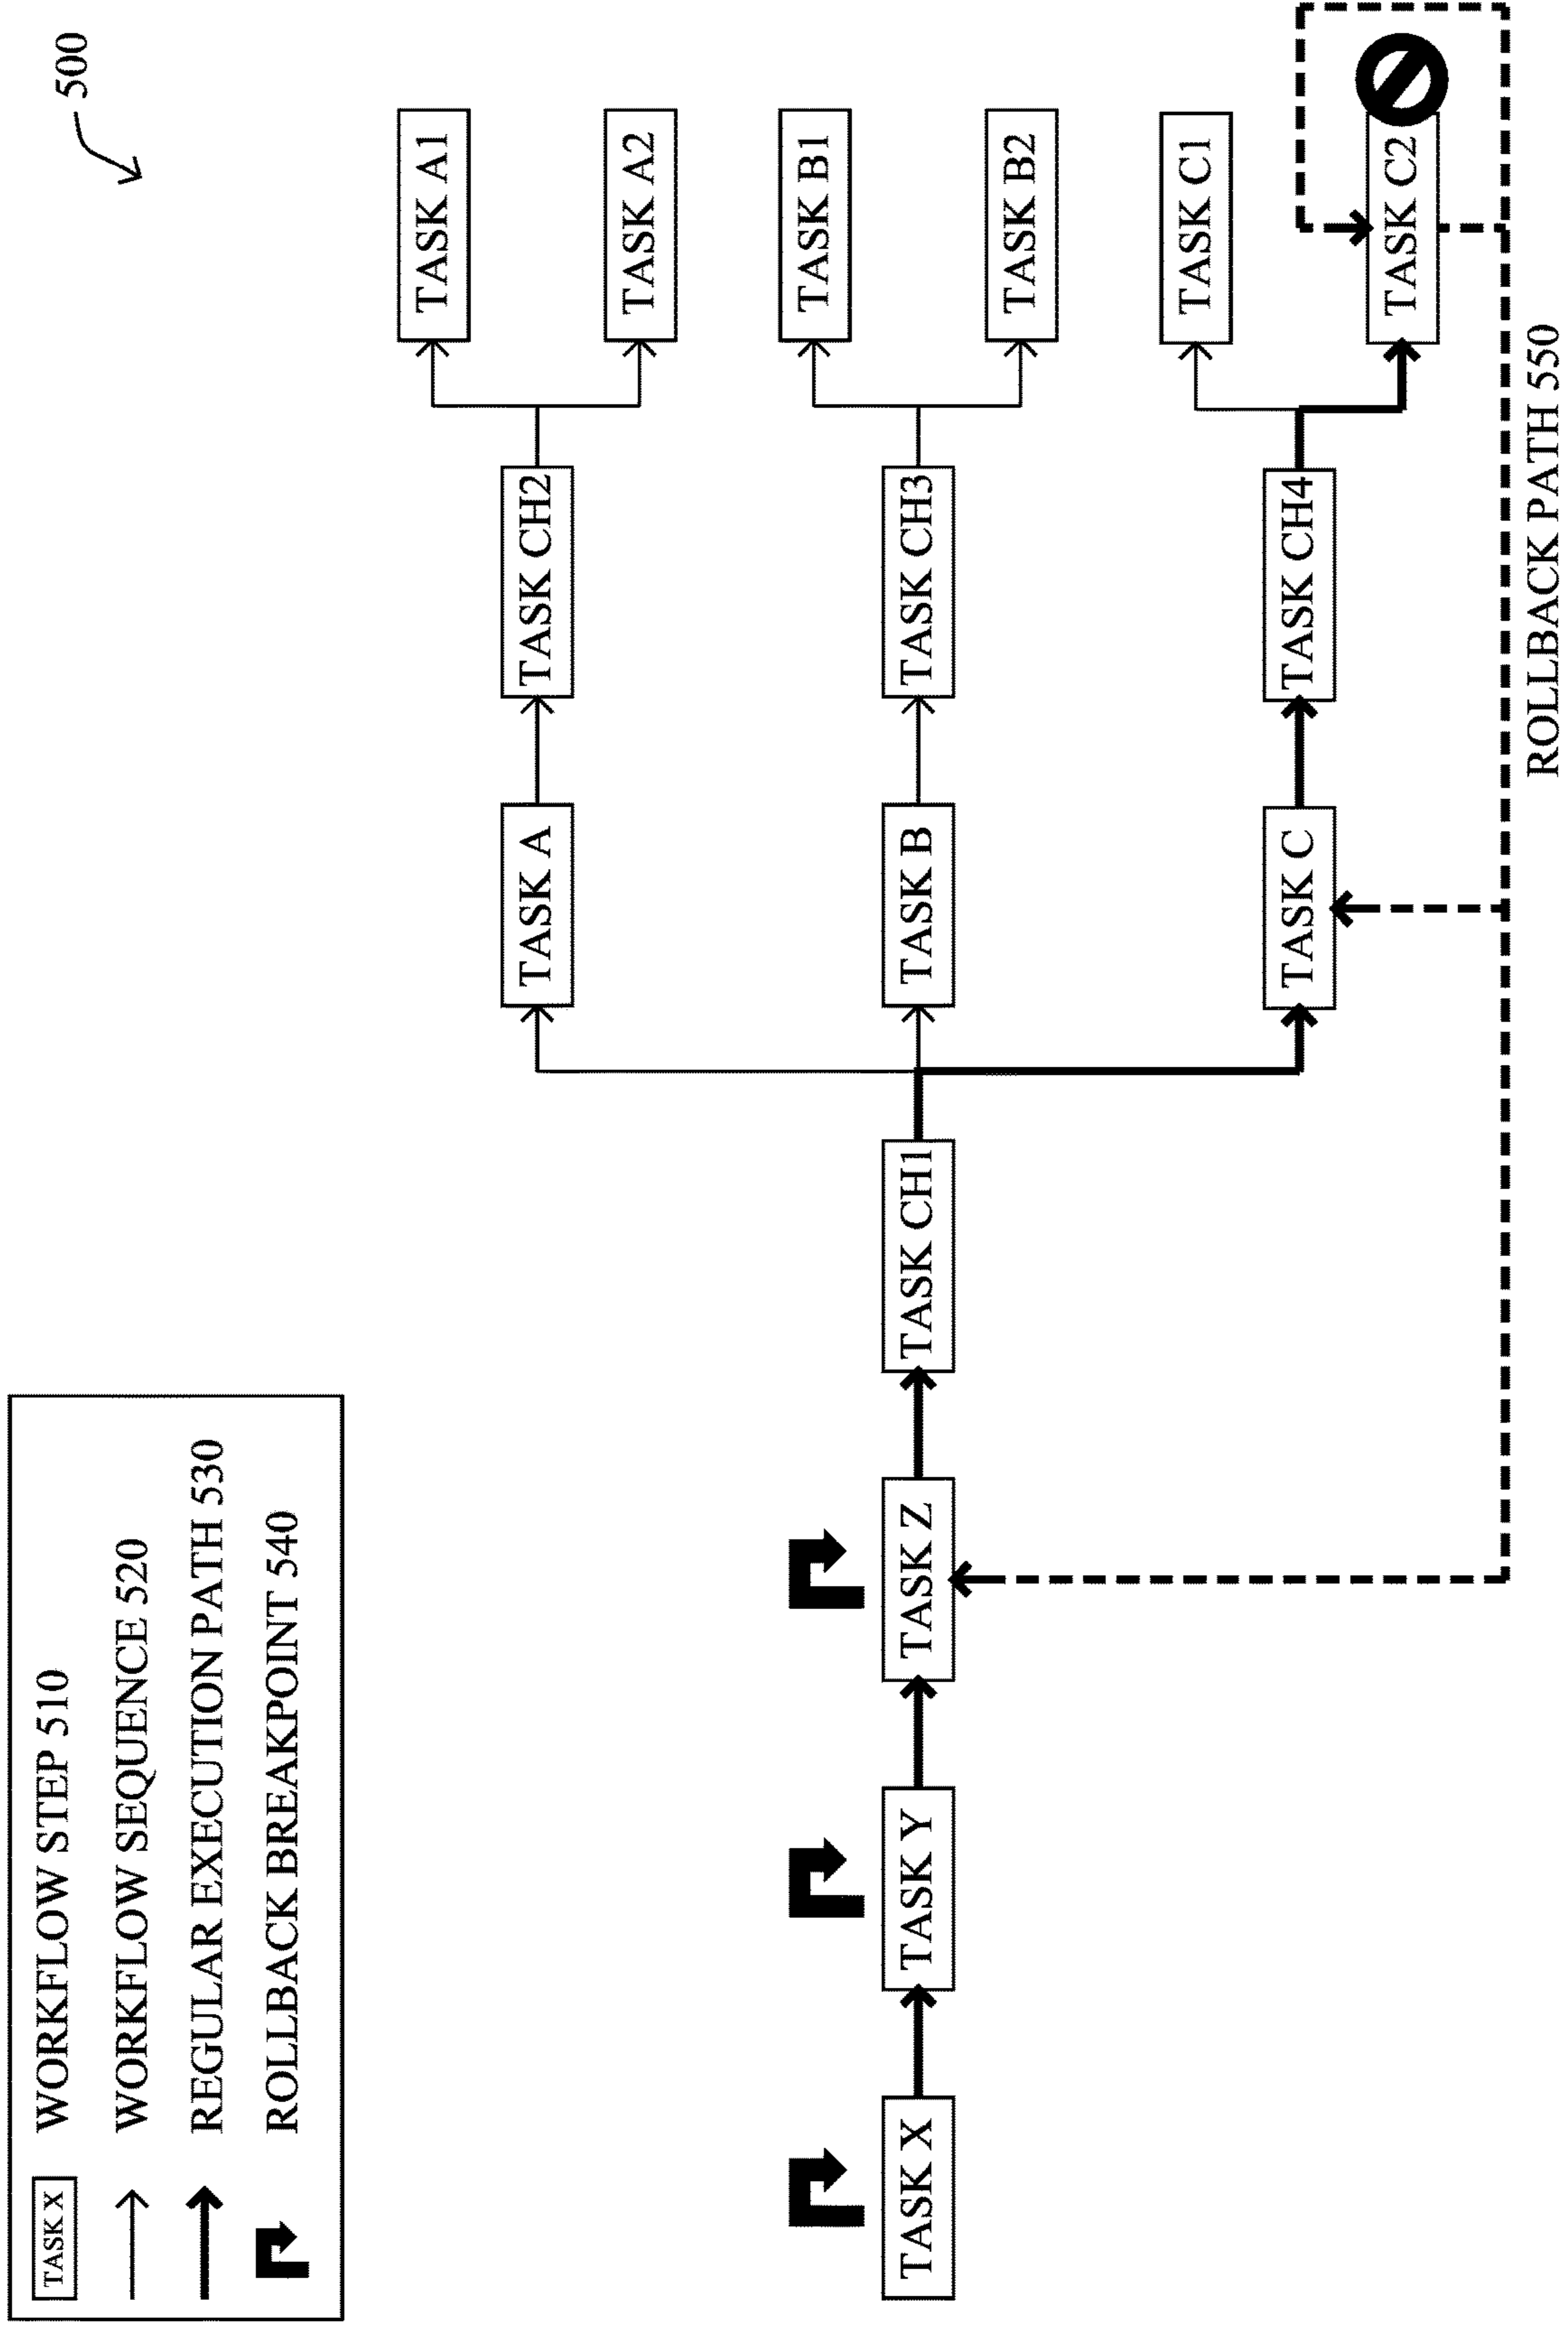 500
TASK X
WORKFLOW STEP 510
WORKFLOW SEQUENCE 520
REGULAR EXECUTION PATH 530
ROLLBACK BREAKPOINT 540
TASK X
TASK Y
TASK Z
TASK CH1
TASK A
TASK B
TASK C
TASK CH2
TASK CH3
TASK CH4
TASK A1
TASK A2
TASK B1
TASK B2
TASK C1
TASK C2
ROLLBACK PATH 550